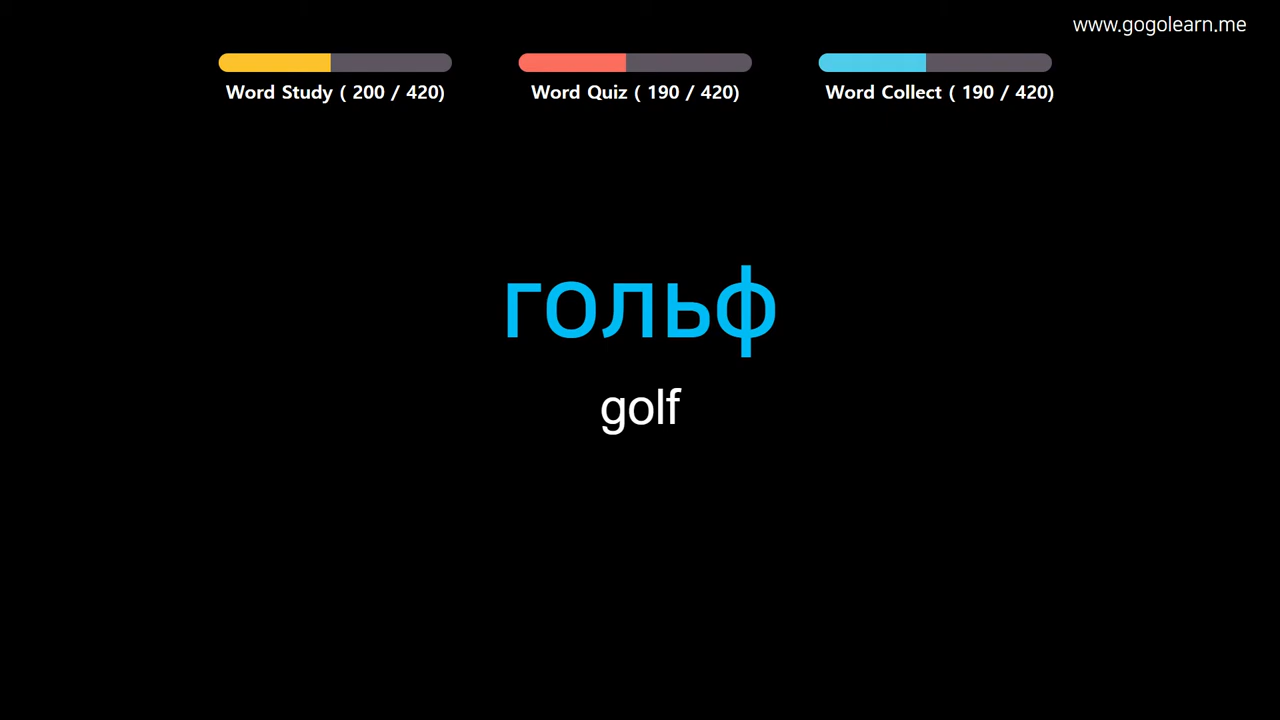 www.gogolearn.me
Word Study ( 200 / 420)
Word Quiz ( 190 / 420)
Word Collect ( 190 / 420)
гольф
golf